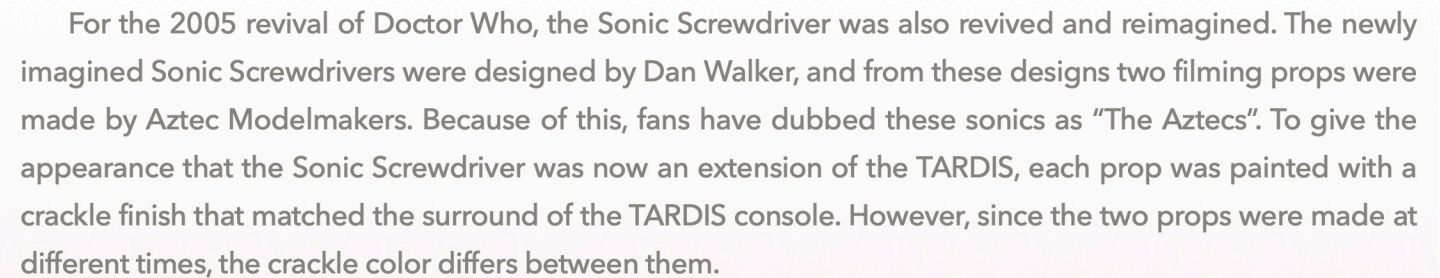 For the 2005 revival of Doctor Who, the Sonic Screwdriver was also revived and reimagined. The newly
imagined Sonic Screwdrivers were designed by Dan Walker, and from these designs two filming props were
made by Aztec Modelmakers. Because of this, fans have dubbed these sonics as “The Aztecs”. To give the
appearance that the Sonic Screwdriver was now an extension of the TARDIS, each prop was painted with a
crackle finish that matched the surround of the TARDIS console. However, since the two props were made at
different times, the crackle color differs between them.